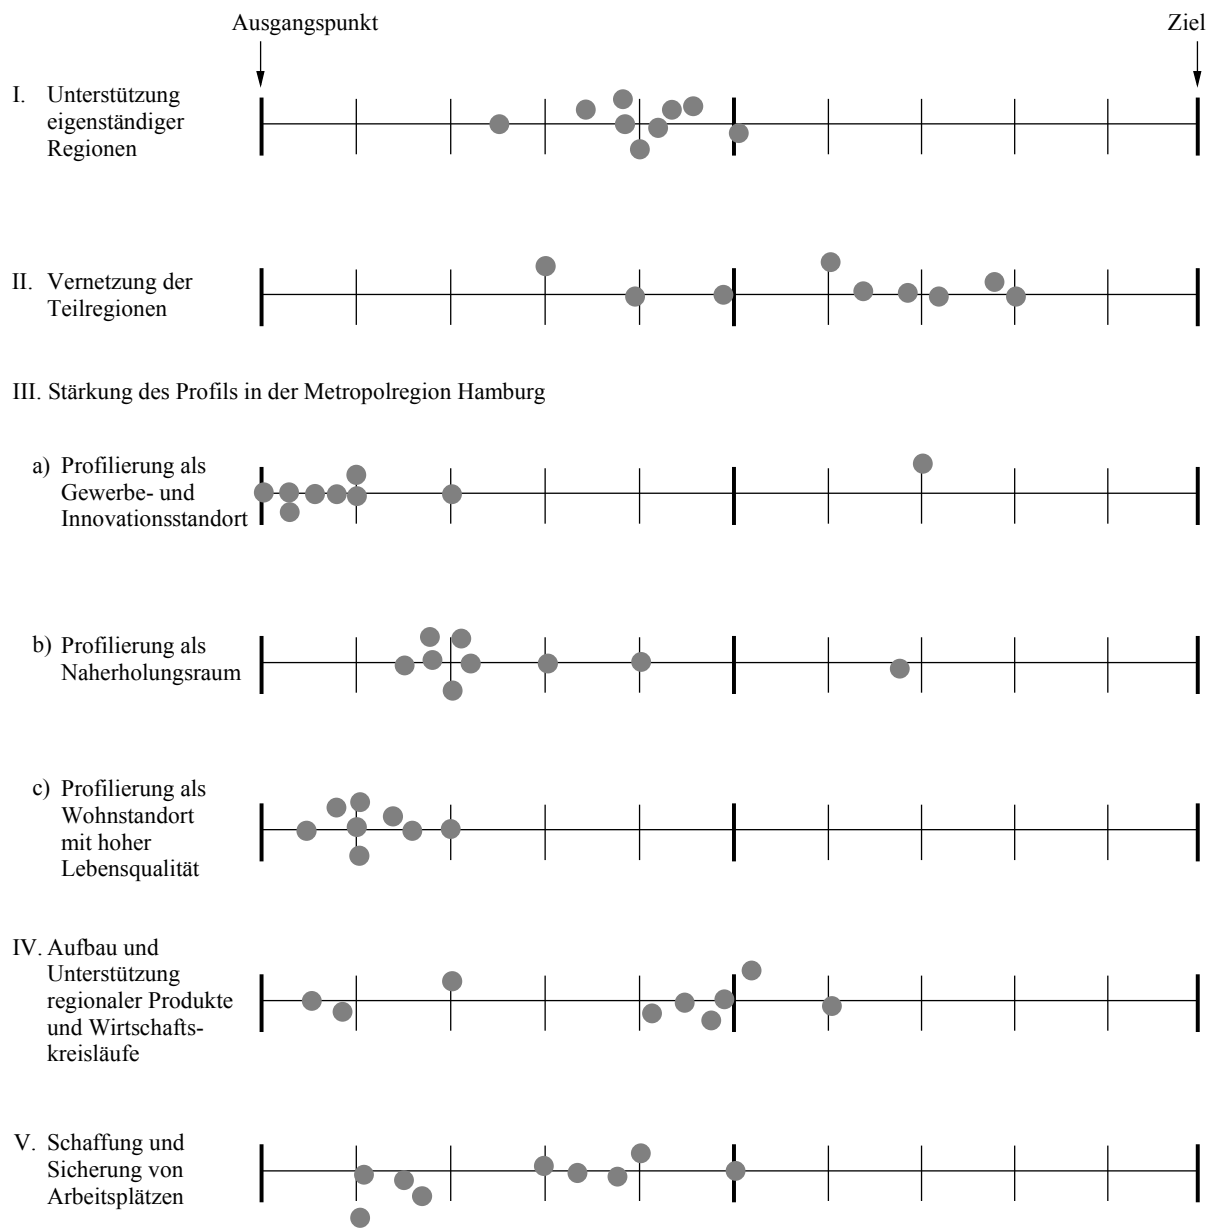 Ausgangspunkt
Ziel
I. Unterstützung
eigenständiger
Regionen
II. Vernetzung der
Teilregionen
III. Stärkung des Profils in der Metropolregion Hamburg
a) Profilierung als
Gewerbe- und
Innovationsstandort
b) Profilierung als
Naherholungsraum
c) Profilierung als
Wohnstandort
mit hoher
Lebensqualität
IV. Aufbau und
Unterstützung
regionaler Produkte
und Wirtschafts-
kreisläufe
V. Schaffung und
Sicherung von
Arbeitsplätzen